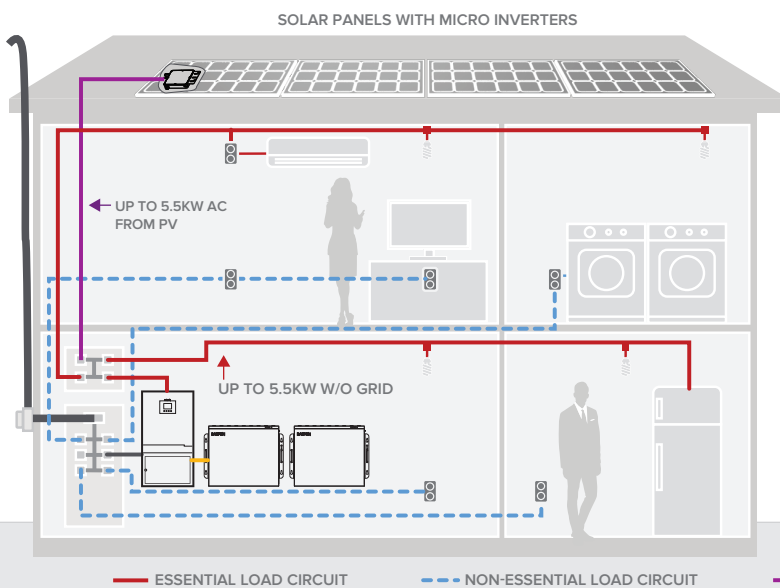 SOLAR PANELS WITH MICRO INVERTERS
UP TO 5.5KW AC
FROM PV
UP TO 5.5KW W/O GRID
ESSENTIAL LOAD CIRCUIT
NON-ESSENTIAL LOAD CIRCUIT